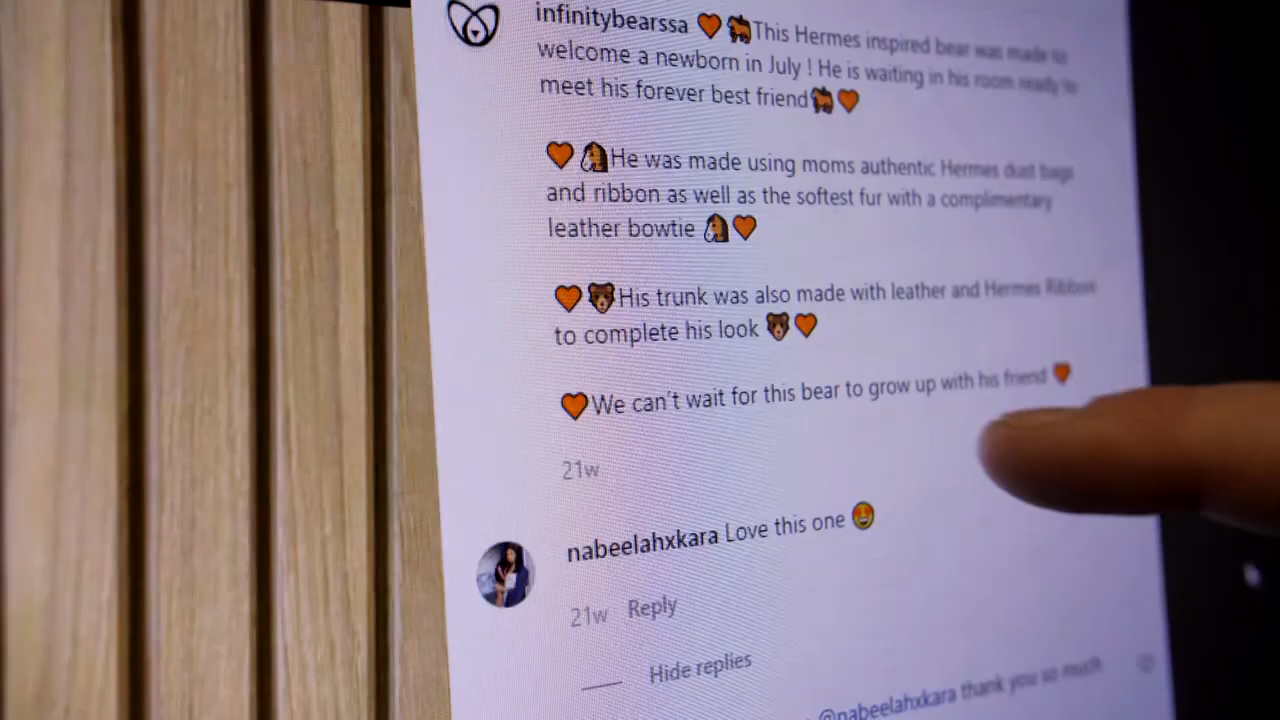 infinitybearssa 🧡🐎This Hermes inspired bear was made to
welcome a newborn in July ! He is waiting in his room ready to
meet his forever best friend🐎🧡
🧡🐴He was made using moms authentic Hermes dust bags
and ribbon as well as the softest fur with a complimentary
leather bowtie 🐴🧡
🧡🐻His trunk was also made with leather and Hermes Ribbon
to complete his look 🐻🧡
🧡We can't wait for this bear to grow up with his friend 🧡
21w
nabeelahxkara Love this one 🤩
21w Reply
Hide replies
@nabeelahxkara thank you so much